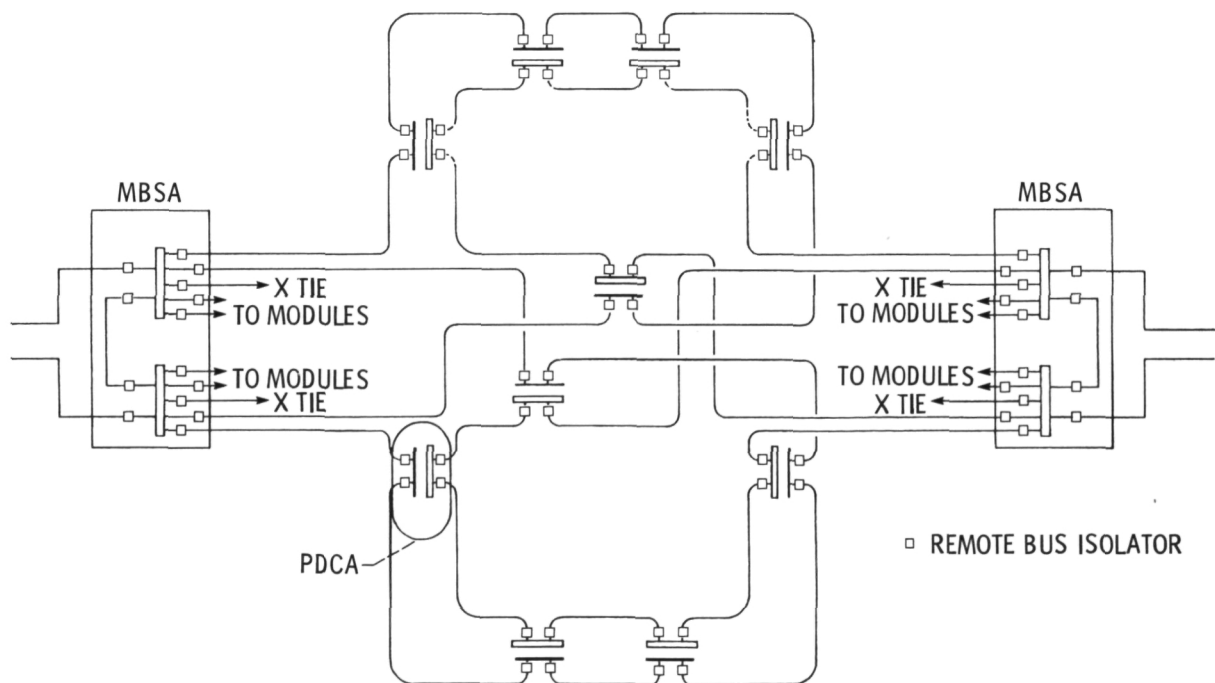 MBSA
MBSA
X TIE
TO MODULES
X TIE
TO MODULES
TO MODULES
X TIE
TO MODULES
X TIE
PDCA
REMOTE BUS ISOLATOR